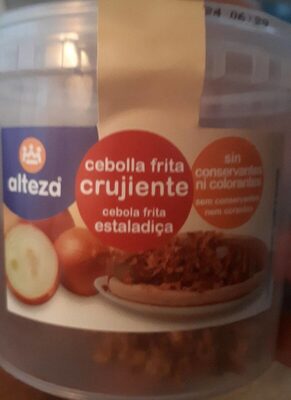 24 06:29
alteza
cebolla frita
crujiente
cebola frita
estaladiça
sin
conservantes
ni colorantes
sem conservantes
nem corantes